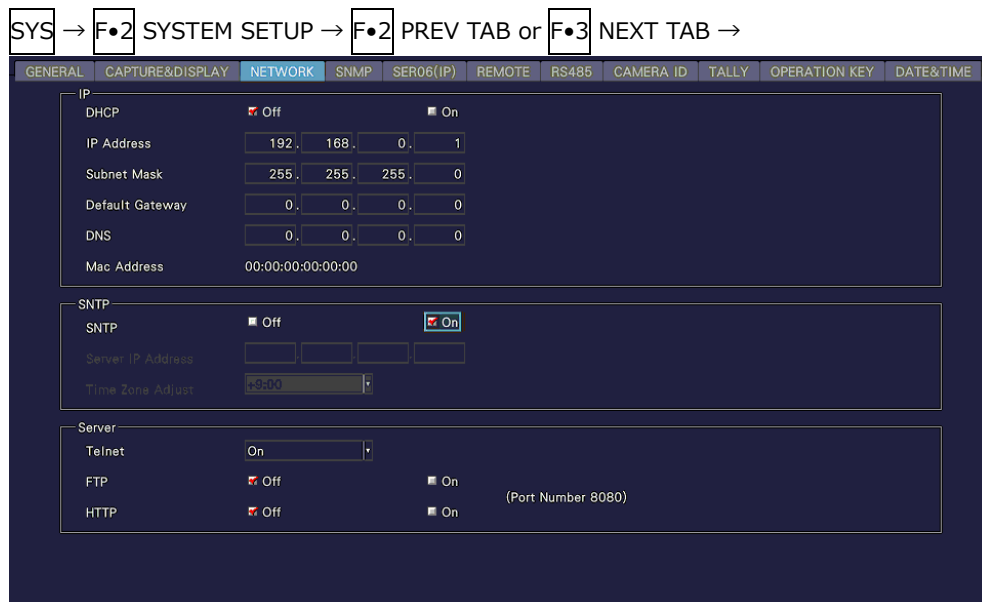 SYS → F•2 SYSTEM SETUP → F•2 PREV TAB or F•3 NEXT TAB →
GENERAL CAPTURE&DISPLAY NETWORK SNMP SER06(IP) REMOTE RS485 CAMERA ID TALLY OPERATION KEY DATE&TIME
IP
DHCP Off On
IP Address 192. 168. 0. 1
Subnet Mask 255. 255. 255. 0
Default Gateway 0. 0. 0. 0
DNS 0. 0. 0. 0
Mac Address 00:00:00:00:00:00
SNTP
SNTP Off On
Server IP Address . . .
Time Zone Adjust +9:00
Server
Telnet On
FTP Off On
(Port Number 8080)
HTTP Off On